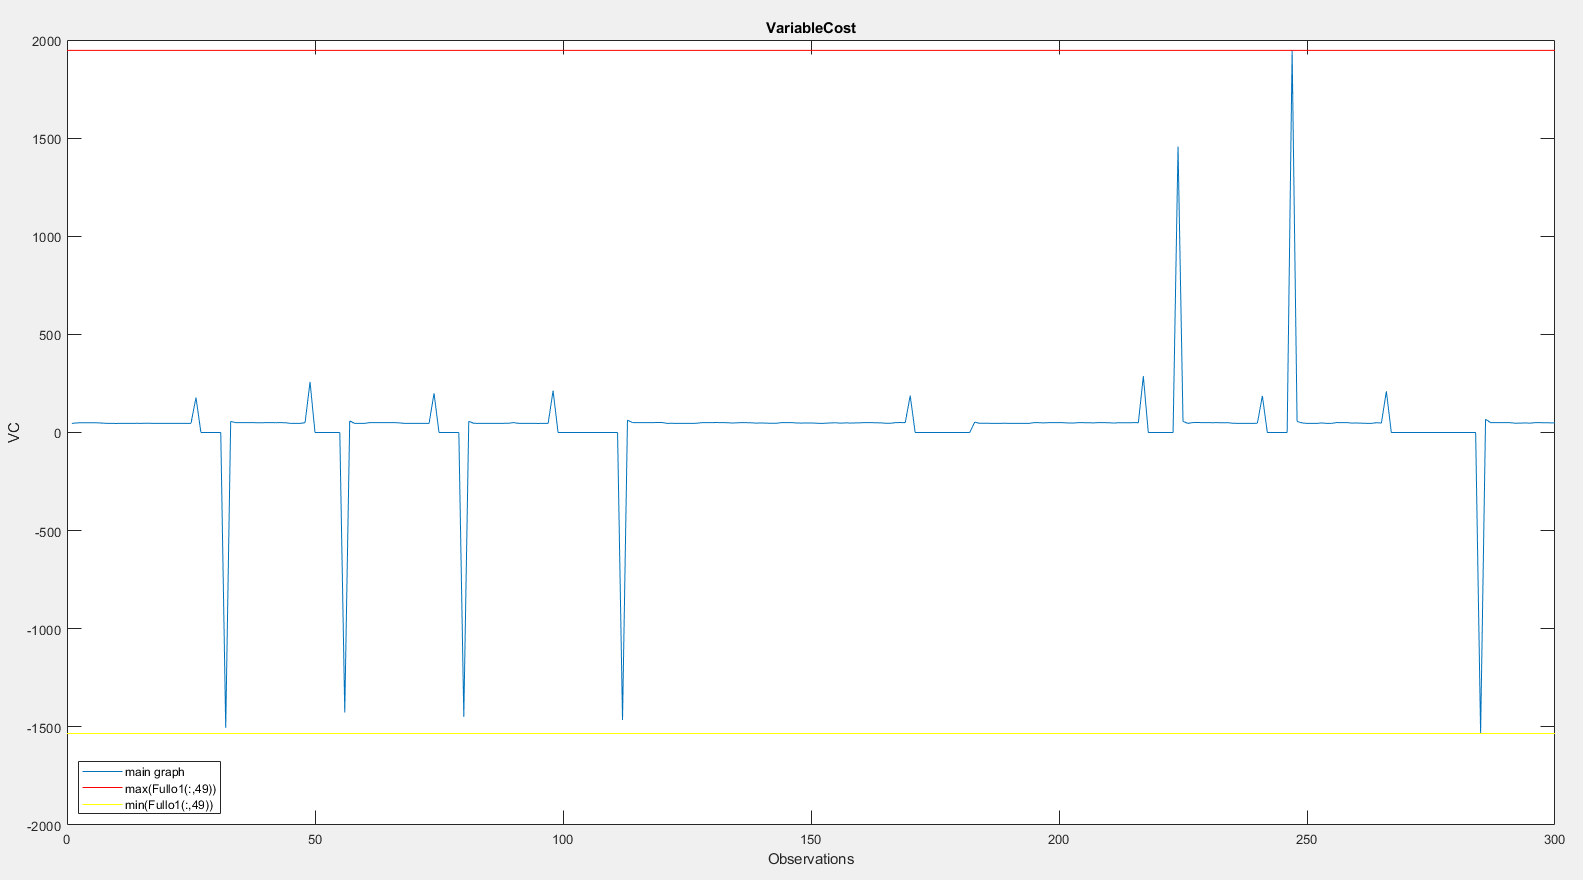 VariableCost
2000
1500
1000
500
0
-500
-1000
-1500
-2000
VC
main graph
max(Fullo1(:,49))
min(Fullo1(:,49))
0 50 100 150 200 250 300
Observations